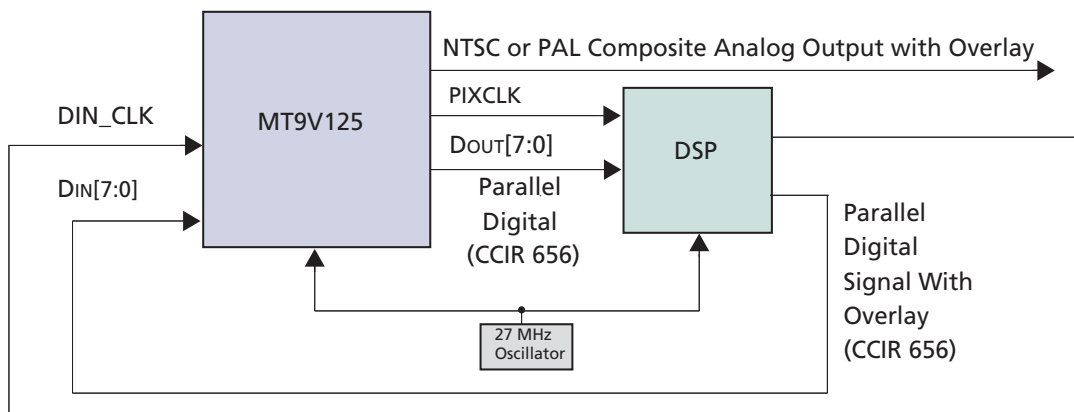 NTSC or PAL Composite Analog Output with Overlay
DIN_CLK
MT9V125
PIXCLK
DSP
DOUT[7:0]
DIN[7:0]
Parallel
Digital
(CCIR 656)
Parallel
Digital
Signal With
Overlay
(CCIR 656)
27 MHz
Oscillator